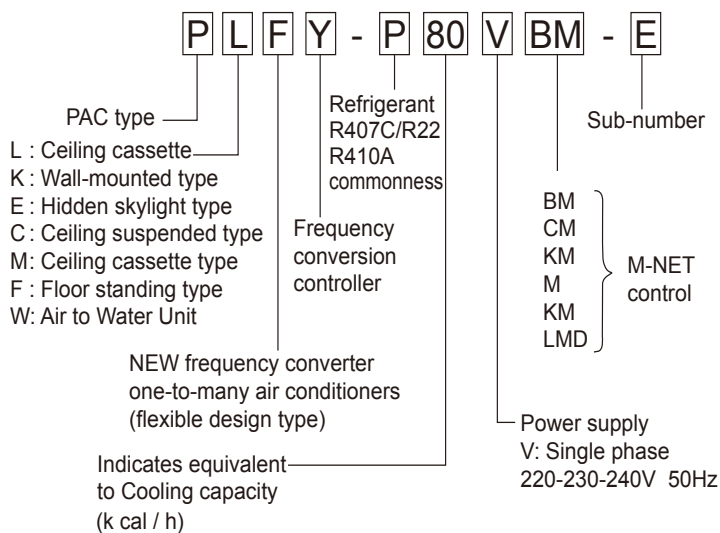 P L F Y - P 80 V BM - E
PAC type
L : Ceiling cassette
K : Wall-mounted type
E : Hidden skylight type
C : Ceiling suspended type
M : Ceiling cassette type
F : Floor standing type
W: Air to Water Unit
NEW frequency converter
one-to-many air conditioners
(flexible design type)
Frequency
conversion
controller
Refrigerant
R407C/R22
R410A
commonness
Indicates equivalent
to Cooling capacity
(k cal / h)
Power supply
V: Single phase
220-230-240V 50Hz
BM
CM
KM
M
KM
LMD
M-NET
control
Sub-number